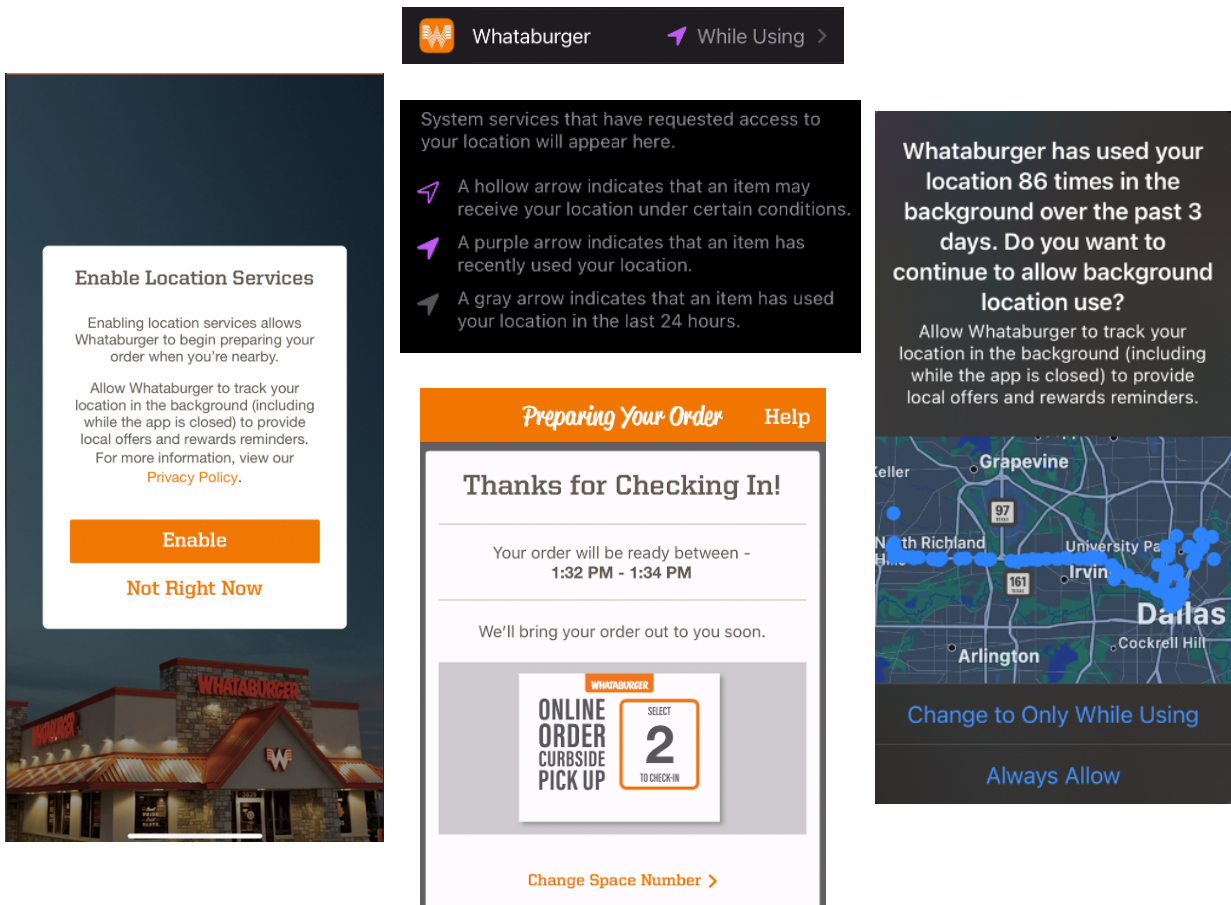 Whataburger
While Using
Enable Location Services
Enabling location services allows
Whataburger to begin preparing your
order when you're nearby.
Allow Whataburger to track your
location in the background (including
while the app is closed) to provide
local offers and rewards reminders.
For more information, view our
Privacy Policy.
Enable
Not Right Now
WHATABURGER
WHATABURGER
System services that have requested access to
your location will appear here.
A hollow arrow indicates that an item may
receive your location under certain conditions.
A purple arrow indicates that an item has
recently used your location.
A gray arrow indicates that an item has used
your location in the last 24 hours.
Preparing Your Order
Help
Thanks for Checking In!
Your order will be ready between -
1:32 PM - 1:34 PM
We'll bring your order out to you soon.
WHATABURGER
ONLINE
ORDER
CURBSIDE
PICK UP
SELECT
2
TO CHECK-IN
Change Space Number
Whataburger has used your
location 86 times in the
background over the past 3
days. Do you want to
continue to allow background
location use?
Allow Whataburger to track your
location in the background (including
while the app is closed) to provide
local offers and rewards reminders.
Keller
Grapevine
97
TEXAS
Richland
University Pa
Irvin
161
TEXAS
Dallas
Cockrell Hill
Arlington
Change to Only While Using
Always Allow